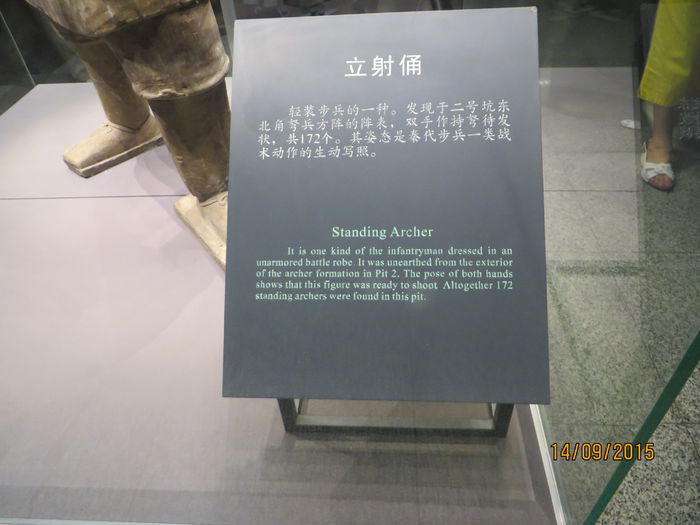 立射俑
轻装步兵的一种。发现于二号坑东
北角弩兵方阵的阵表，双手作持弩待发
状，共172个。其姿态是秦代步兵一类战
术动作的生动写照。
Standing Archer
It is one kind of the infantryman dressed in an
unarmored battle robe. It was unearthed from the exterior
of the archer formation in Pit 2. The pose of both hands
shows that this figure was ready to shoot. Altogether 172
standing archers were found in this pit.
14/09/2015